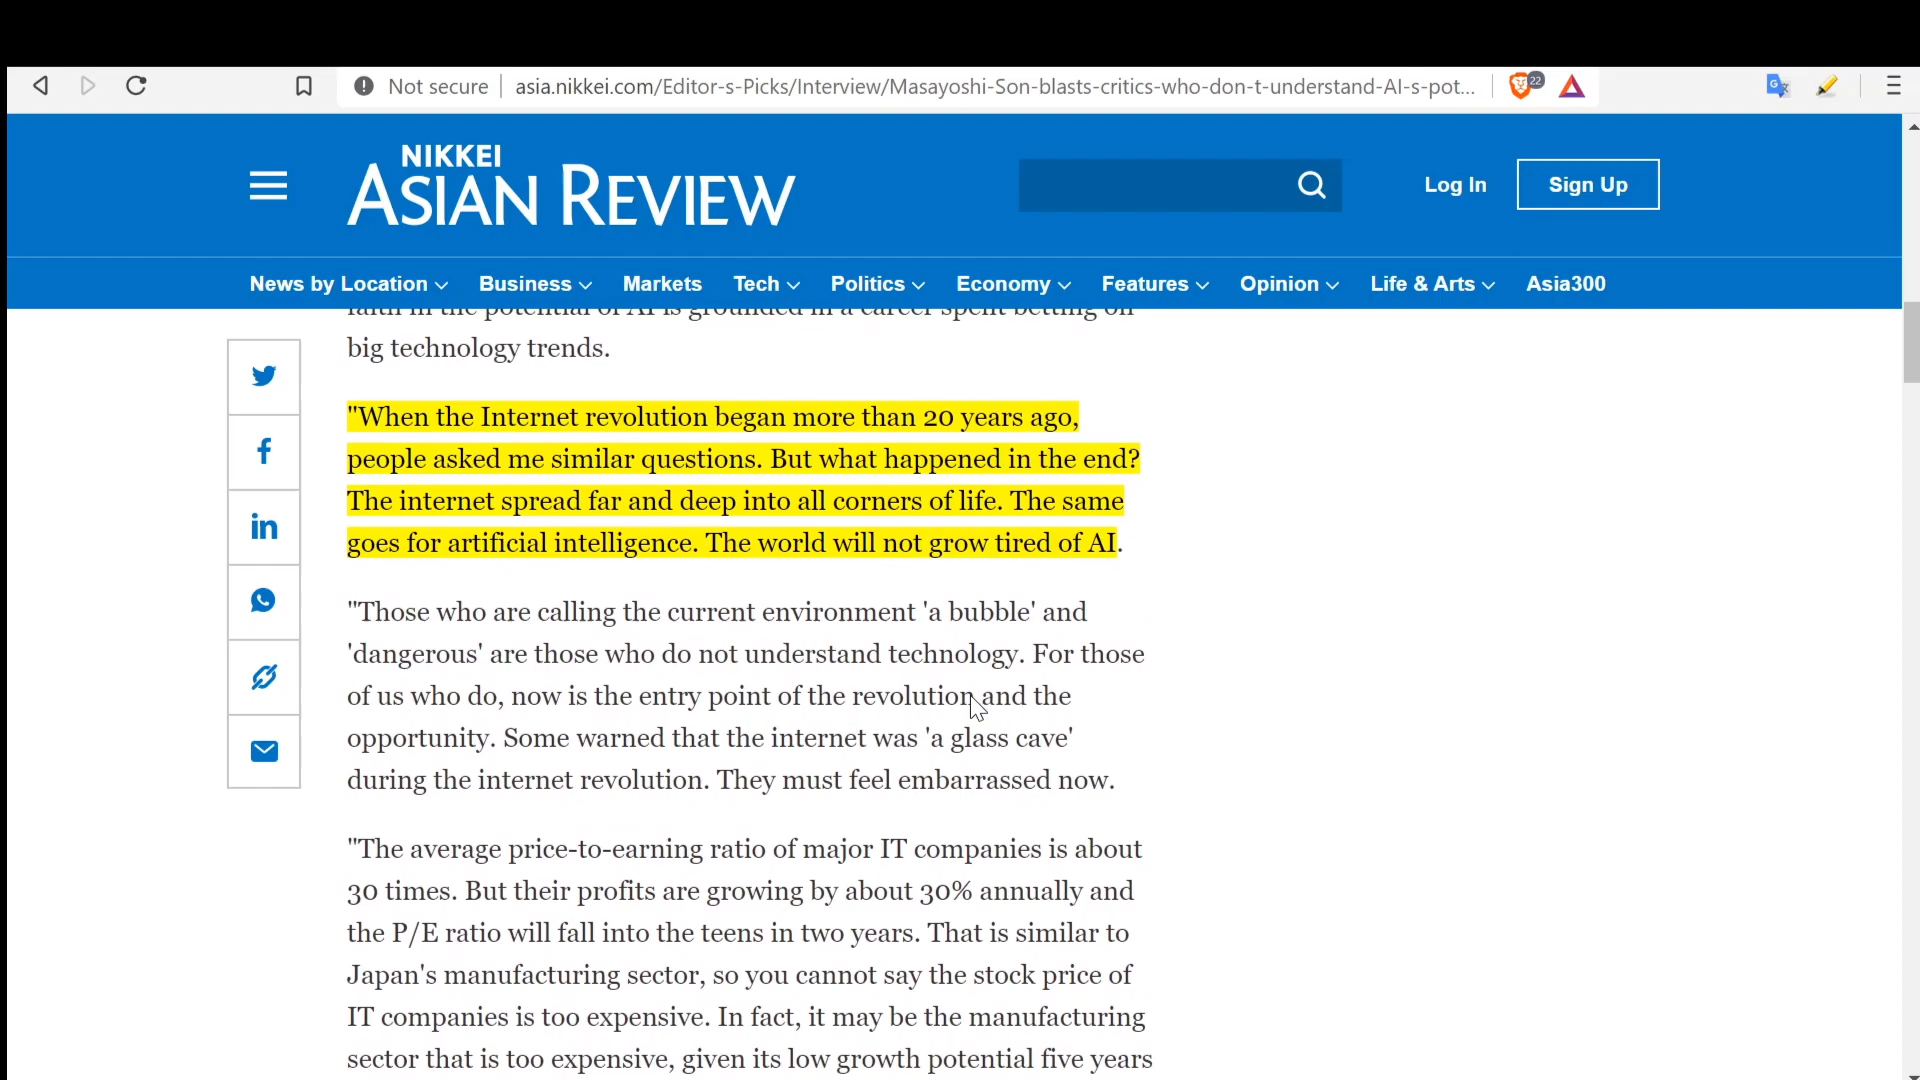 Not secure
asia.nikkei.com/Editor-s-Picks/Interview/Masayoshi-Son-blasts-critics-who-don-t-understand-AI-s-pot...
22
NIKKEI
ASIAN REVIEW
Log In
Sign Up
News by Location
Business
Markets
Tech
Politics
Economy
Features
Opinion
Life & Arts
Asia300
faith in the potential of AI is grounded in a career spent betting on
big technology trends.
"When the Internet revolution began more than 20 years ago,
people asked me similar questions. But what happened in the end?
The internet spread far and deep into all corners of life. The same
goes for artificial intelligence. The world will not grow tired of AI.
"Those who are calling the current environment 'a bubble' and
'dangerous' are those who do not understand technology. For those
of us who do, now is the entry point of the revolution and the
opportunity. Some warned that the internet was 'a glass cave'
during the internet revolution. They must feel embarrassed now.
"The average price-to-earning ratio of major IT companies is about
30 times. But their profits are growing by about 30% annually and
the P/E ratio will fall into the teens in two years. That is similar to
Japan's manufacturing sector, so you cannot say the stock price of
IT companies is too expensive. In fact, it may be the manufacturing
sector that is too expensive, given its low growth potential five years